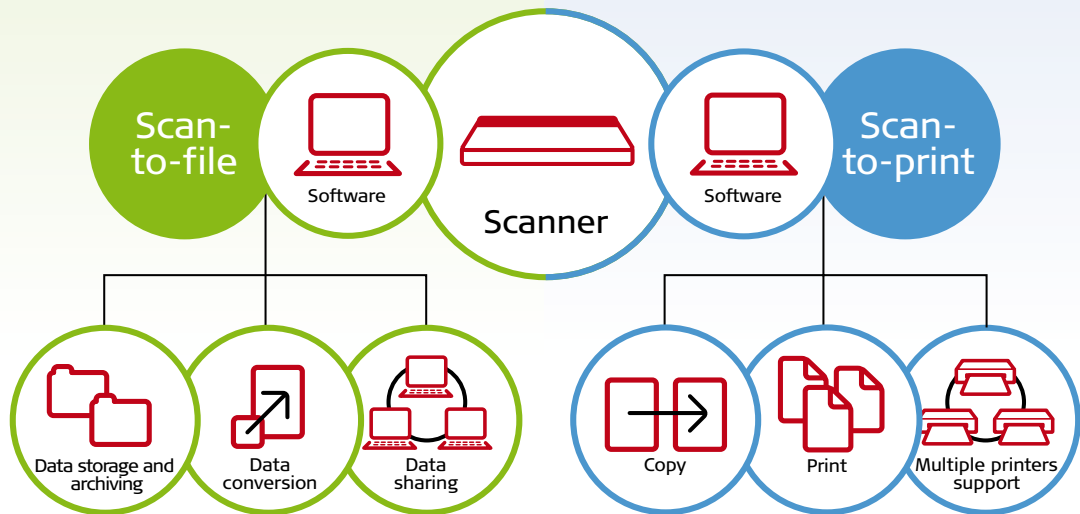 Scan-
to-file
Software
Scanner
Software
Scan-
to-print
Data storage and
archiving
Data
conversion
Data
sharing
Copy
Print
Multiple printers
support